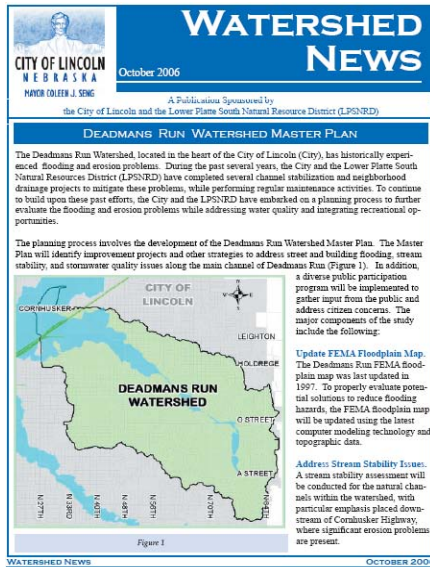 WATERSHED
NEWS
CITY OF LINCOLN
NEBRASKA
MAYOR COLEEN J. SENG
October 2006
A Publication Sponsored by
the City of Lincoln and the Lower Platte South Natural Resource District (LPSNRD)
DEADMANS RUN WATERSHED MASTER PLAN
The Deadmans Run Watershed, located in the heart of the City of Lincoln (City), has historically experi-
enced flooding and erosion problems. During the past several years, the City and the Lower Platte South
Natural Resources District (LPSNRD) have completed several channel stabilization and neighborhood
drainage projects to mitigate these problems, while performing regular maintenance activities. To continue
to build upon these past efforts, the City and the LPSNRD have embarked on a planning process to further
evaluate the flooding and erosion problems while addressing water quality and integrating recreational op-
portunities.
The planning process involves the development of the Deadmans Run Watershed Master Plan. The Master
Plan will identify improvement projects and other strategies to address street and building flooding, stream
stability, and stormwater quality issues along the main channel of Deadmans Run (Figure 1). In addition,
a diverse public participation
program will be implemented to
gather input from the public and
address citizen concerns. The
major components of the study
include the following:
Update FEMA Floodplain Map.
The Deadmans Run FEMA flood-
plain map was last updated in
1997. To properly evaluate poten-
tial solutions to reduce flooding
hazards, the FEMA floodplain map
will be updated using the latest
computer modeling technology and
topographic data.
Address Stream Stability Issues.
A stream stability assessment will
be conducted for the natural chan-
nels within the watershed, with
particular emphasis placed down-
stream of Cornhusker Highway,
where significant erosion problems
are present.
CITY OF
LINCOLN
CORNHUSKER
LEIGHTON
HOLDREGE
DEADMANS RUN
WATERSHED
O STREET
A STREET
N 27TH
N 33RD
N 40TH
N 48TH
N 56TH
N 70TH
N 84TH
Figure 1
WATERSHED NEWS
OCTOBER 2006